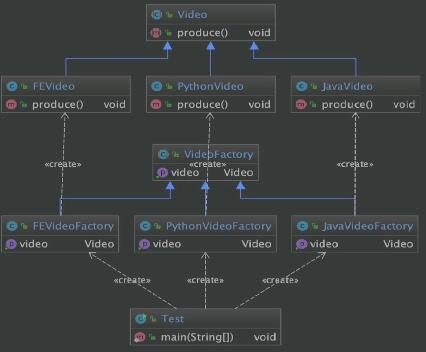 Video
produce() void
FEVideo PythonVideo JavaVideo
produce() void produce() void produce() void
«create» «create» «create»
VideoFactory
video Video
FEVideoFactory PythonVideoFactory JavaVideoFactory
video Video video Video video Video
«create» «create» «create»
Test
main(String[]) void